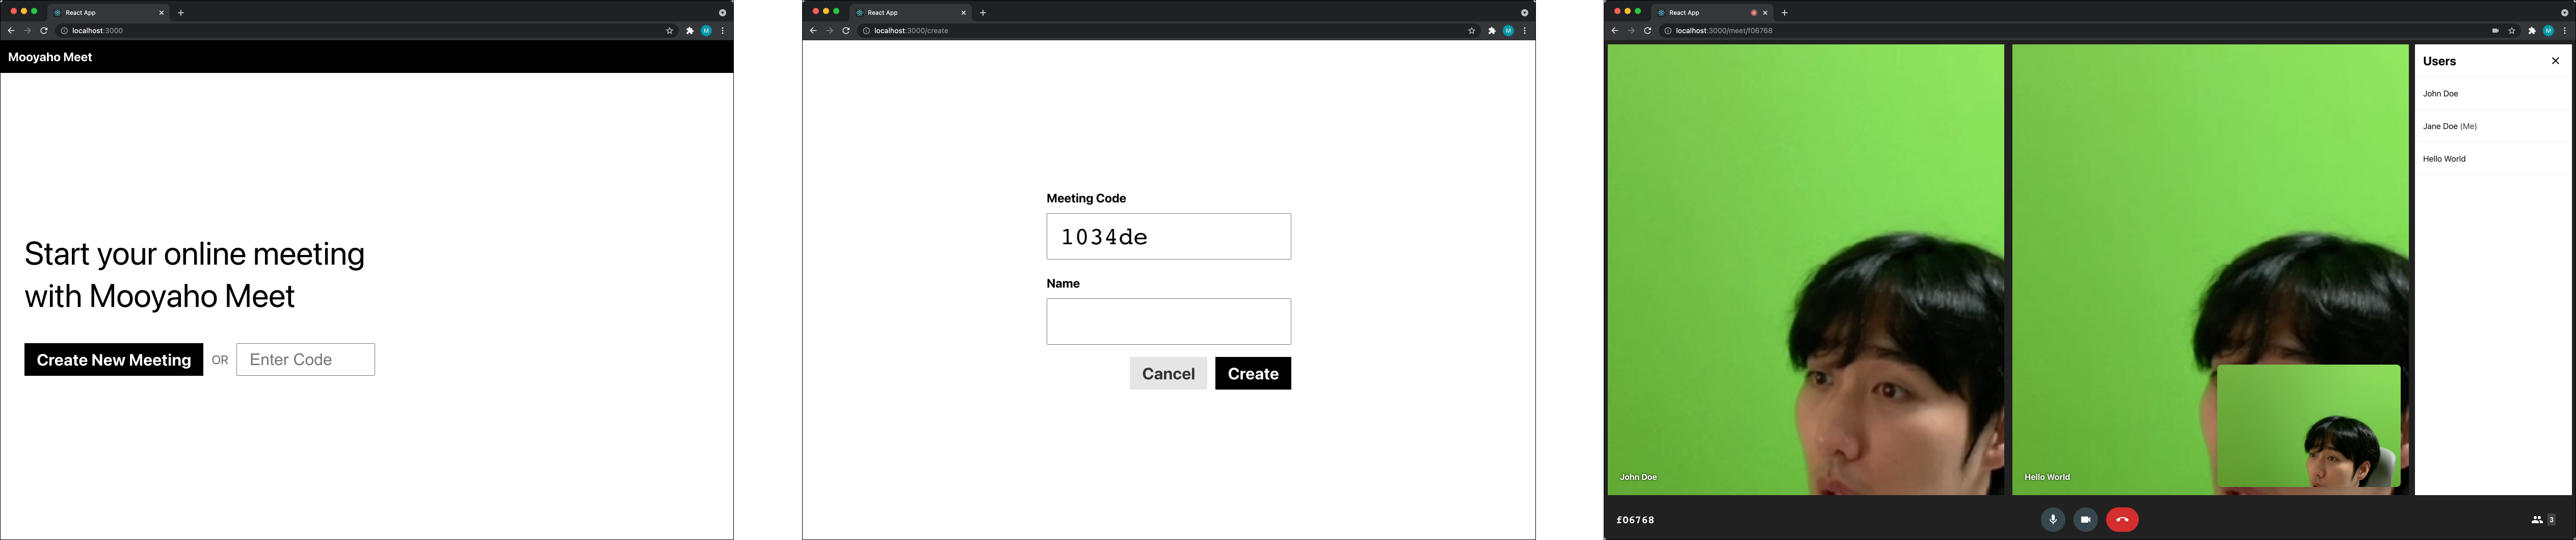 React App
localhost:3000
M
Mooyaho Meet
Start your online meeting
with Mooyaho Meet
Create New Meeting
OR
Enter Code
React App
localhost:3000/create
M
Meeting Code
1034de
Name
Cancel
Create
React App
localhost:3000/meet/f06768
M
John Doe
Hello World
Users
John Doe
Jane Doe (Me)
Hello World
f06768
3